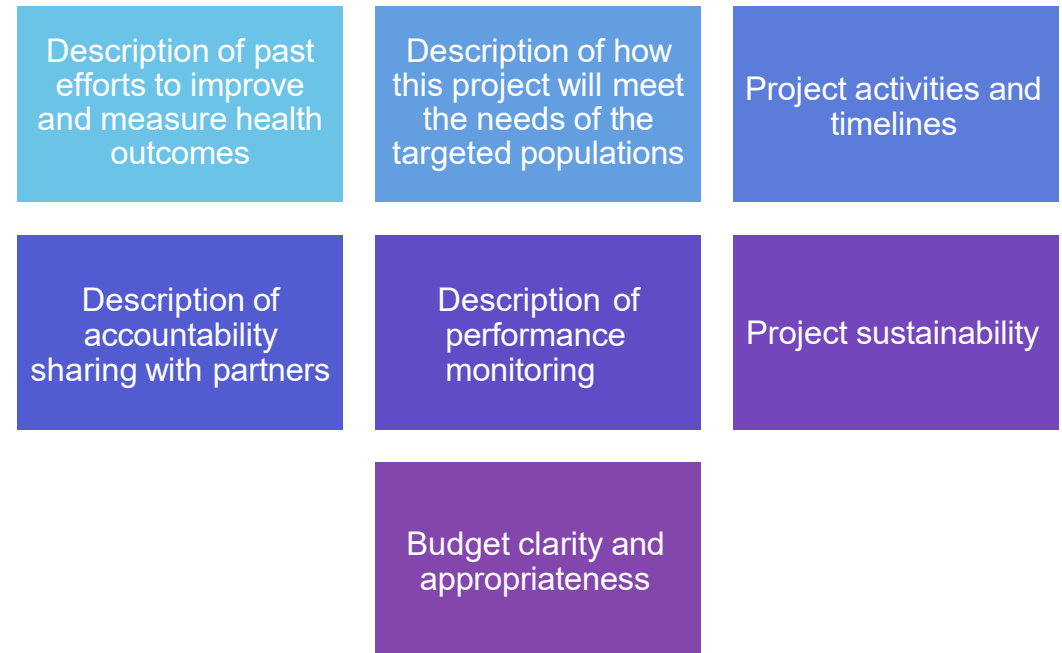 Description of past
efforts to improve
and measure health
outcomes
Description of how
this project will meet
the needs of the
targeted populations
Project activities and
timelines
Description of
accountability
sharing with partners
Description of
performance
monitoring
Project sustainability
Budget clarity and
appropriateness